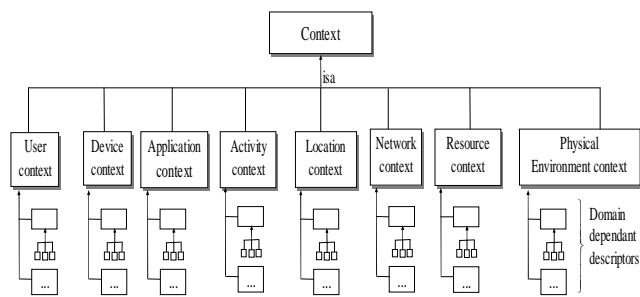 Context
isa
User
context
Device
context
Application
context
Activity
context
Location
context
Network
context
Resource
context
Physical
Environment context
Domain
dependant
descriptors
...
...
...
...
...
...
...
...